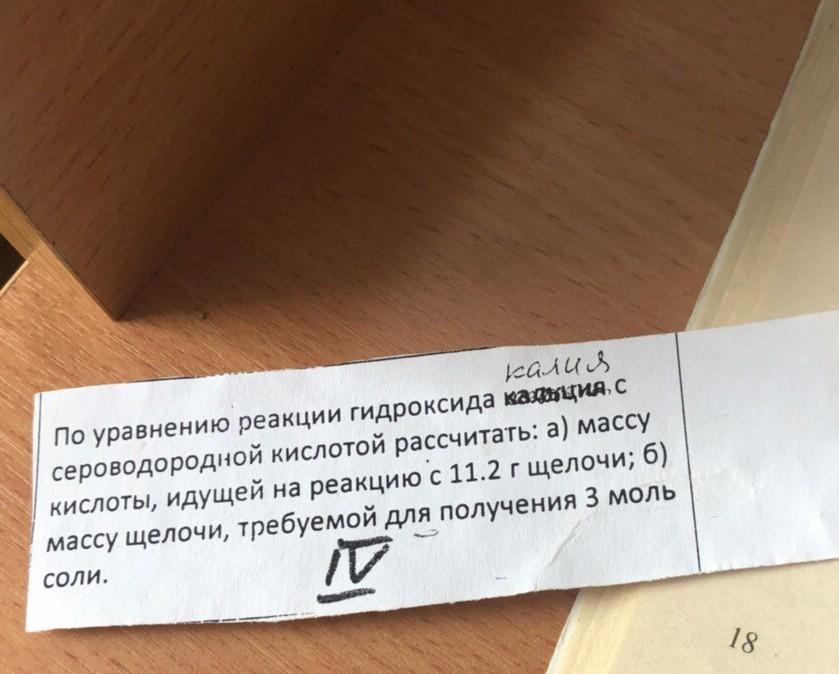 калия
По уравнению реакции гидроксида кальция, с
сероводородной кислотой рассчитать: а) массу
кислоты, идущей на реакцию с 11.2 г щелочи; б)
массу щелочи, требуемой для получения 3 моль
соли.
IV
18